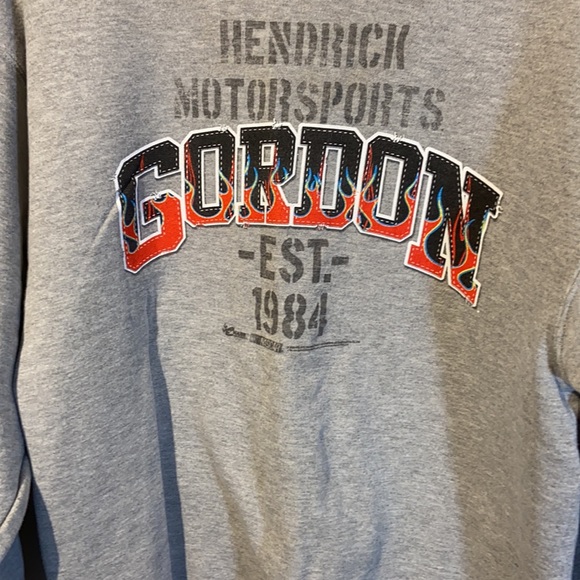 HENDRICK
MOTORSPORTS
GORDON
-EST.-
1984